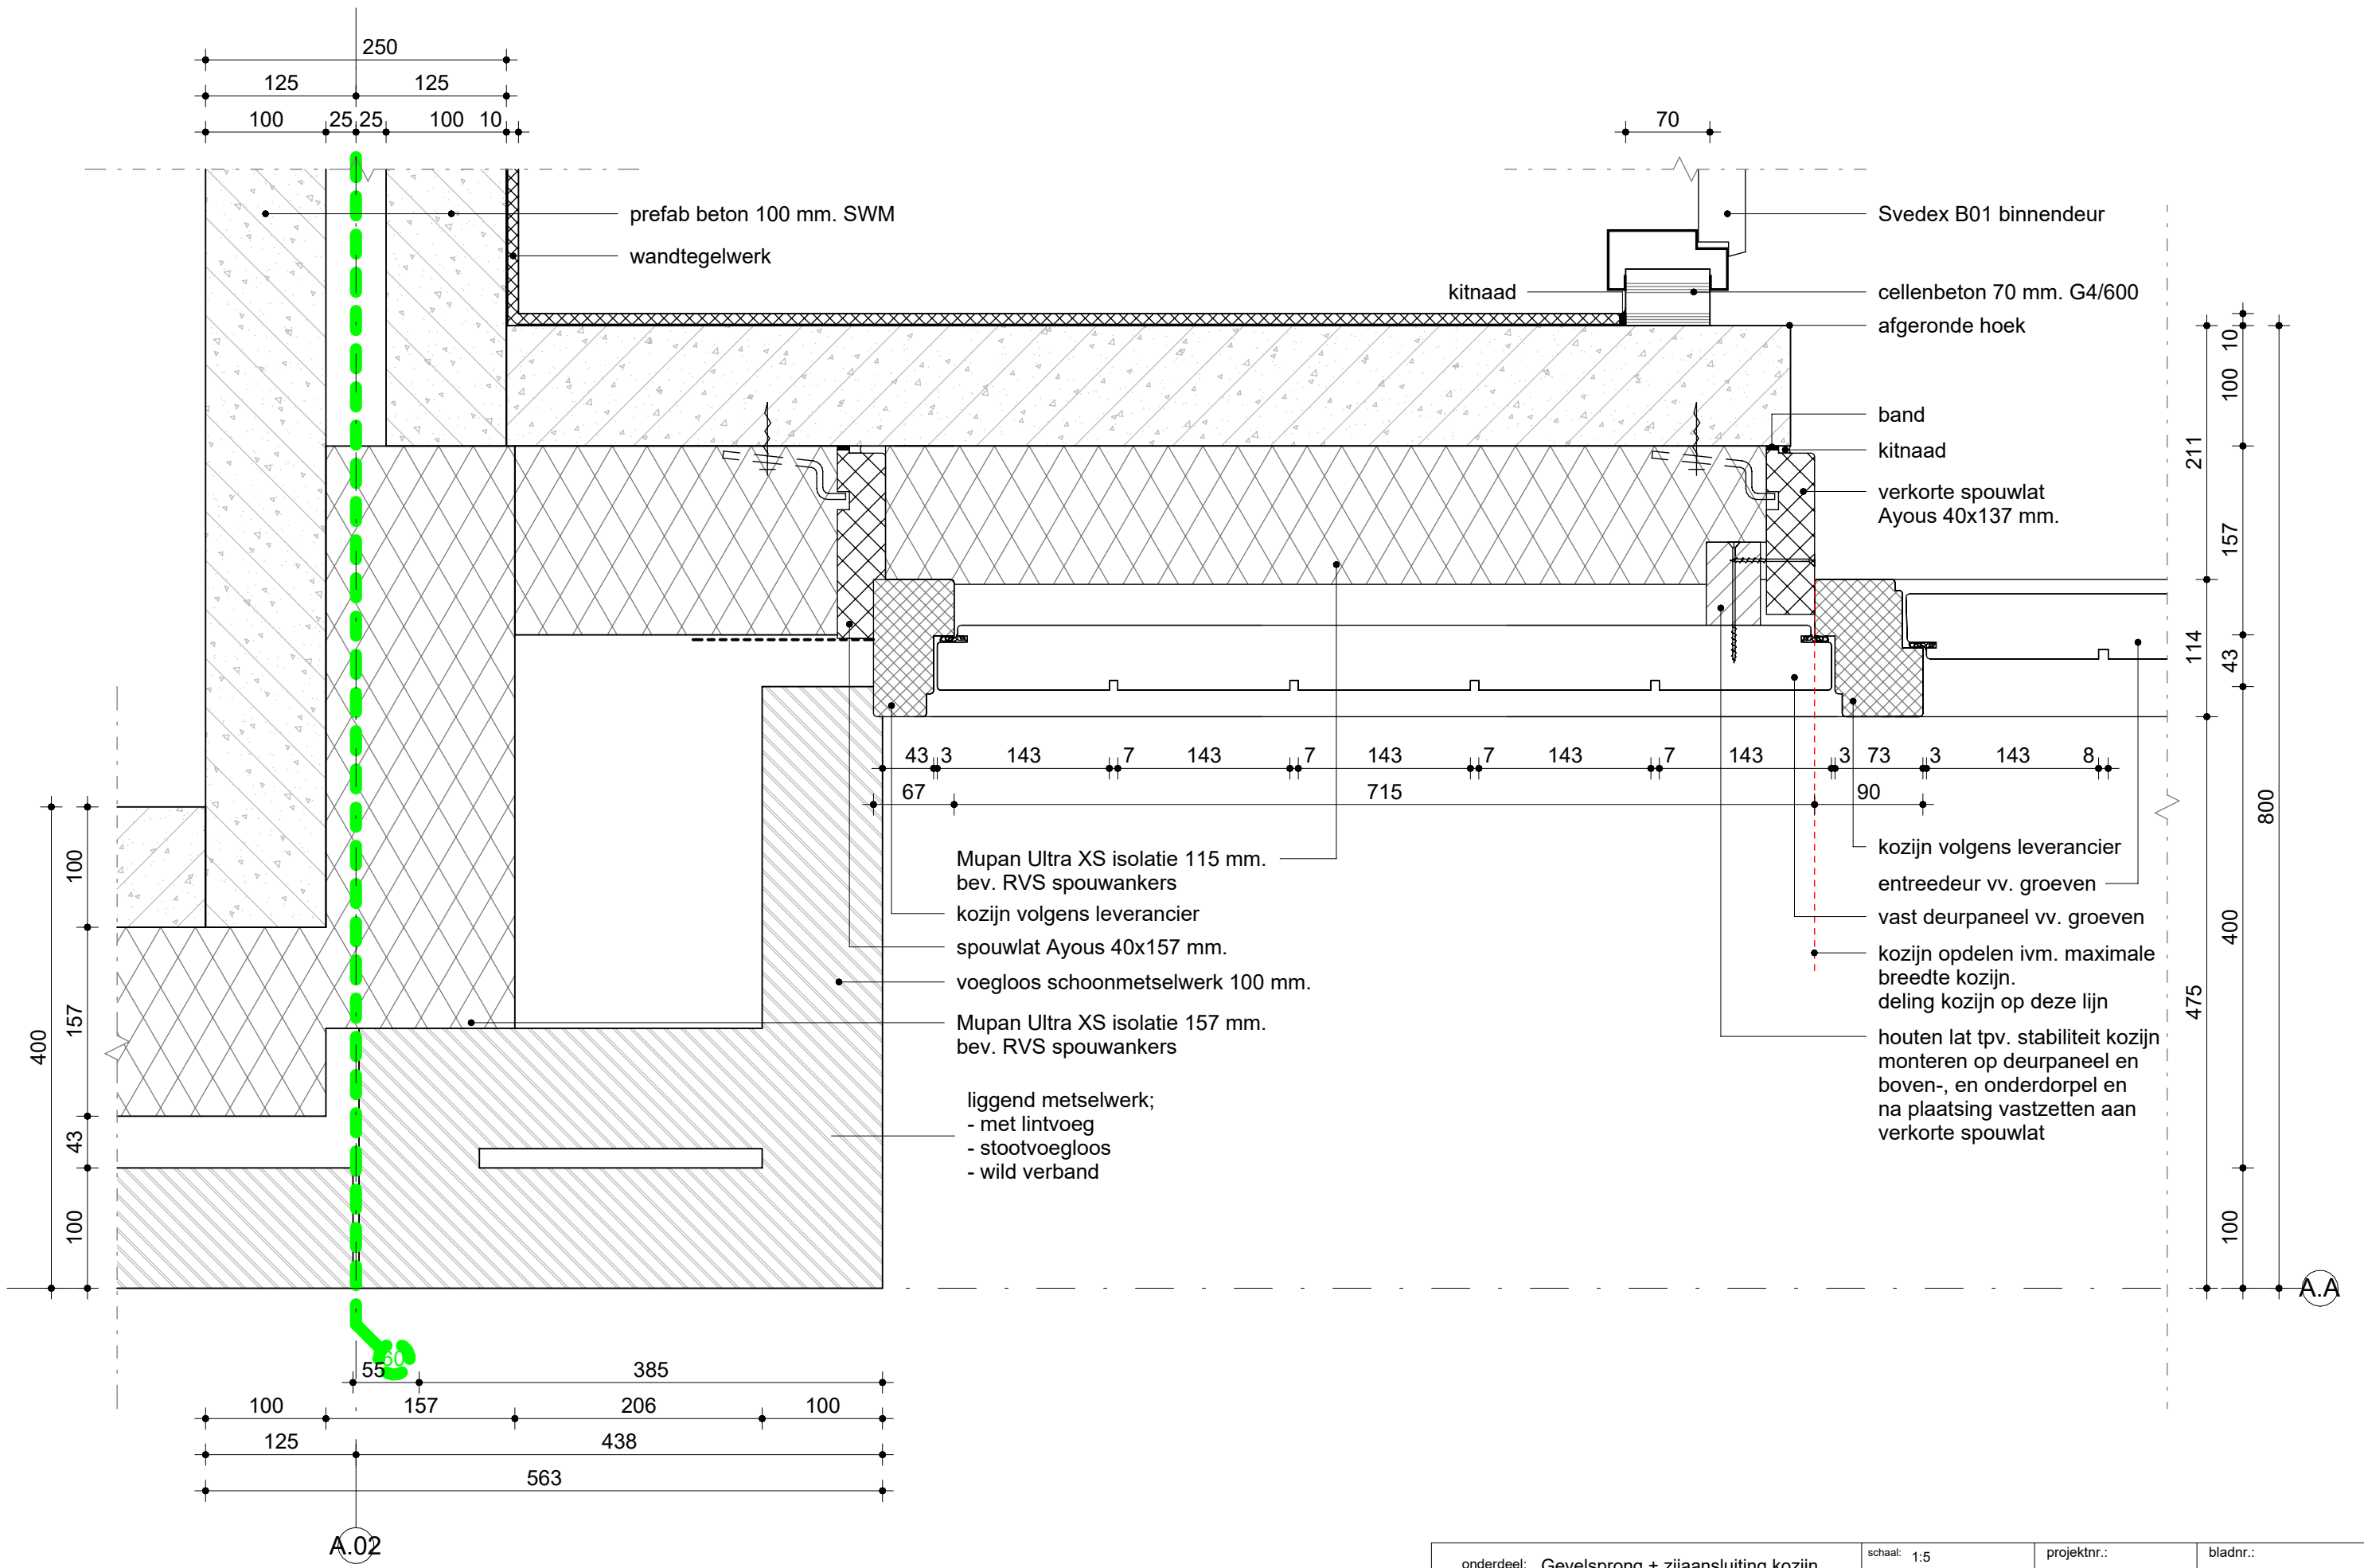 250
125
125
100
25
25
100
10
70
prefab beton 100 mm. SWM
wandtegelwerk
Svedex B01 binnendeur
kitnaad
cellenbeton 70 mm. G4/600
afgeronde hoek
band
kitnaad
verkorte spouwlat
Ayous 40x137 mm.
10
100
211
157
114
43
800
400
475
100
43
3
143
7
143
7
143
7
143
7
143
3
73
3
143
8
67
715
90
Mupan Ultra XS isolatie 115 mm.
bev. RVS spouwankers
kozijn volgens leverancier
spouwlat Ayous 40x157 mm.
voegloos schoonmetselwerk 100 mm.
Mupan Ultra XS isolatie 157 mm.
bev. RVS spouwankers
liggend metselwerk;
- met lintvoeg
- stootvoegloos
- wild verband
kozijn volgens leverancier
entreedeur vv. groeven
vast deurpaneel vv. groeven
kozijn opdelen ivm. maximale
breedte kozijn.
deling kozijn op deze lijn
houten lat tpv. stabiliteit kozijn
monteren op deurpaneel en
boven-, en onderdorpel en
na plaatsing vastzetten aan
verkorte spouwlat
100
157
400
43
100
A.A
60
55
385
100
157
206
100
125
438
563
A.02
onderdeel: Gevelsprong + zijaansluiting kozijn
schaal: 1:5
projektnr.:
bladnr.: